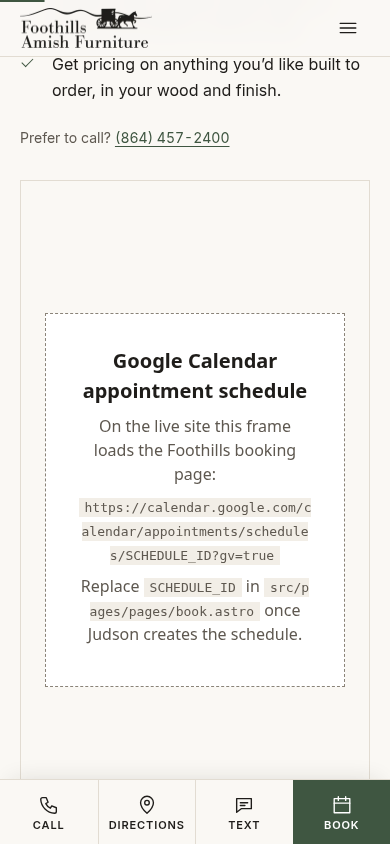 Foothills
Amish Furniture
Get pricing on anything you’d like built to
order, in your wood and finish.
Prefer to call? (864) 457-2400
Google Calendar
appointment schedule
On the live site this frame
loads the Foothills booking
page:
https://calendar.google.com/c
alendar/appointments/schedule
s/SCHEDULE_ID?gv=true
Replace SCHEDULE_ID in src/p
ages/pages/book.astro once
Judson creates the schedule.
CALL
DIRECTIONS
TEXT
BOOK